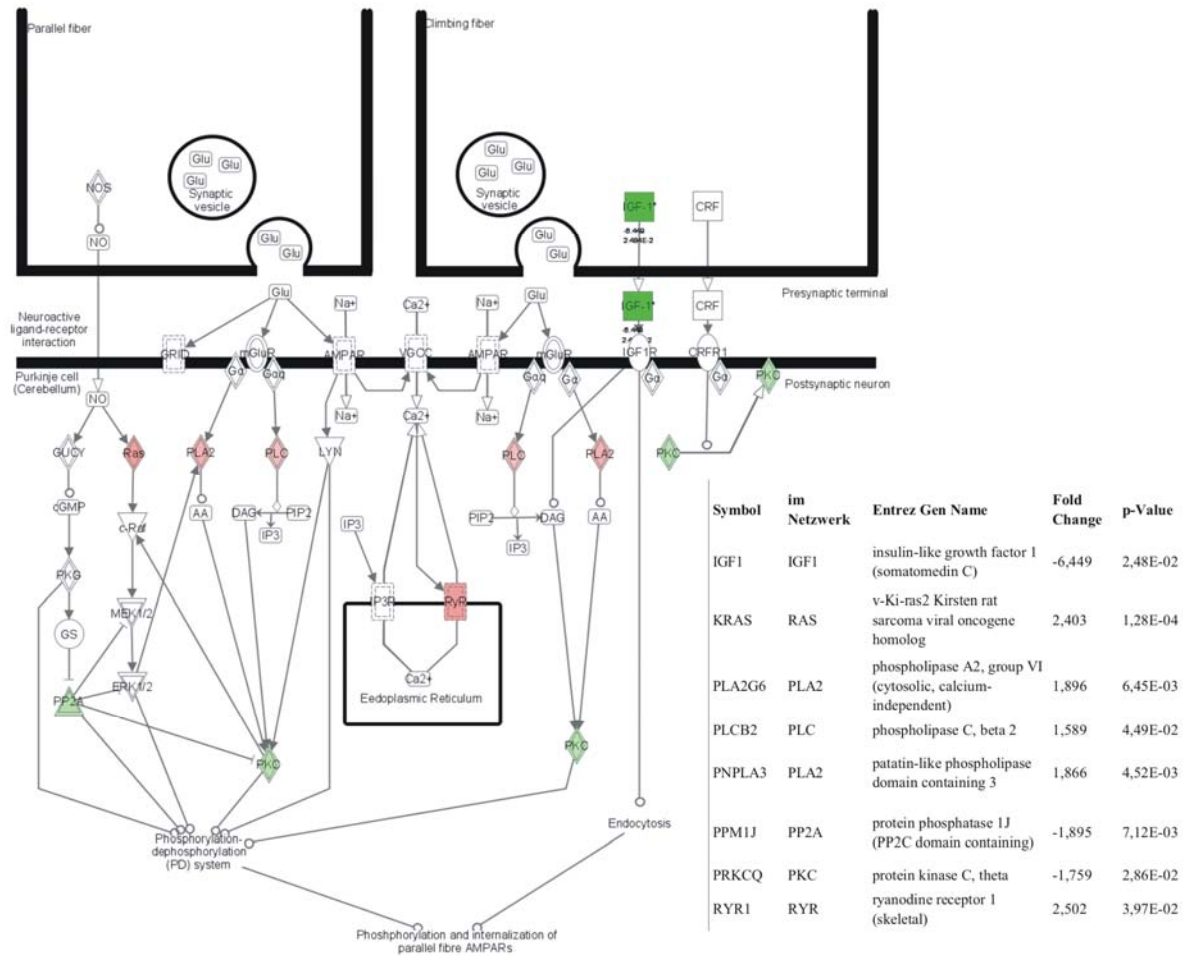 Parallel fiber
Climbing fiber
Glu
Glu
Glu
Synaptic
vesicle
Glu
Glu
Glu
Glu
Synaptic
vesicle
NOS
NO
Glu
Glu
Glu
Glu
IGF-1*
-6.449
2.484E-2
CRF
Glu
Na+
Ca2+
Na+
Glu
IGF-1*
CRF
Presynaptic terminal
Neuroactive
ligand-receptor
interaction
GRID
mGluR
AMPAR
VGCC
AMPAR
mGluR
IGF1R
CRFR1
Purkinje cell
(Cerebellum)
Gα
Gαq
Gαq
Gα
Gα
Gα
PKC
Postsynaptic neuron
NO
Na+
Ca2+
Na+
GUCY
Ras
PLA2
PLC
LYN
PLC
PLA2
PKC
cGMP
c-Raf
AA
DAG
PIP2
IP3
IP3
PIP2
DAG
IP3
AA
PKG
MEK1/2
IP3R
RyR
GS
Ca2+
PP2A
ERK1/2
Eedoplasmic Reticulum
PKC
PKC
Endocytosis
Phosphorylation-
dephosphorylation
(PD) system
Phoshphorylation and internalization of
parallel fibre AMPARs
Symbol im Netzwerk Entrez Gen Name Fold Change p-Value
IGF1 IGF1 insulin-like growth factor 1 (somatomedin C) -6,449 2,48E-02
KRAS RAS v-Ki-ras2 Kirsten rat sarcoma viral oncogene homolog 2,403 1,28E-04
PLA2G6 PLA2 phospholipase A2, group VI (cytosolic, calcium-independent) 1,896 6,45E-03
PLCB2 PLC phospholipase C, beta 2 1,589 4,49E-02
PNPLA3 PLA2 patatin-like phospholipase domain containing 3 1,866 4,52E-03
PPM1J PP2A protein phosphatase 1J (PP2C domain containing) -1,895 7,12E-03
PRKCQ PKC protein kinase C, theta -1,759 2,86E-02
RYR1 RYR ryanodine receptor 1 (skeletal) 2,502 3,97E-02